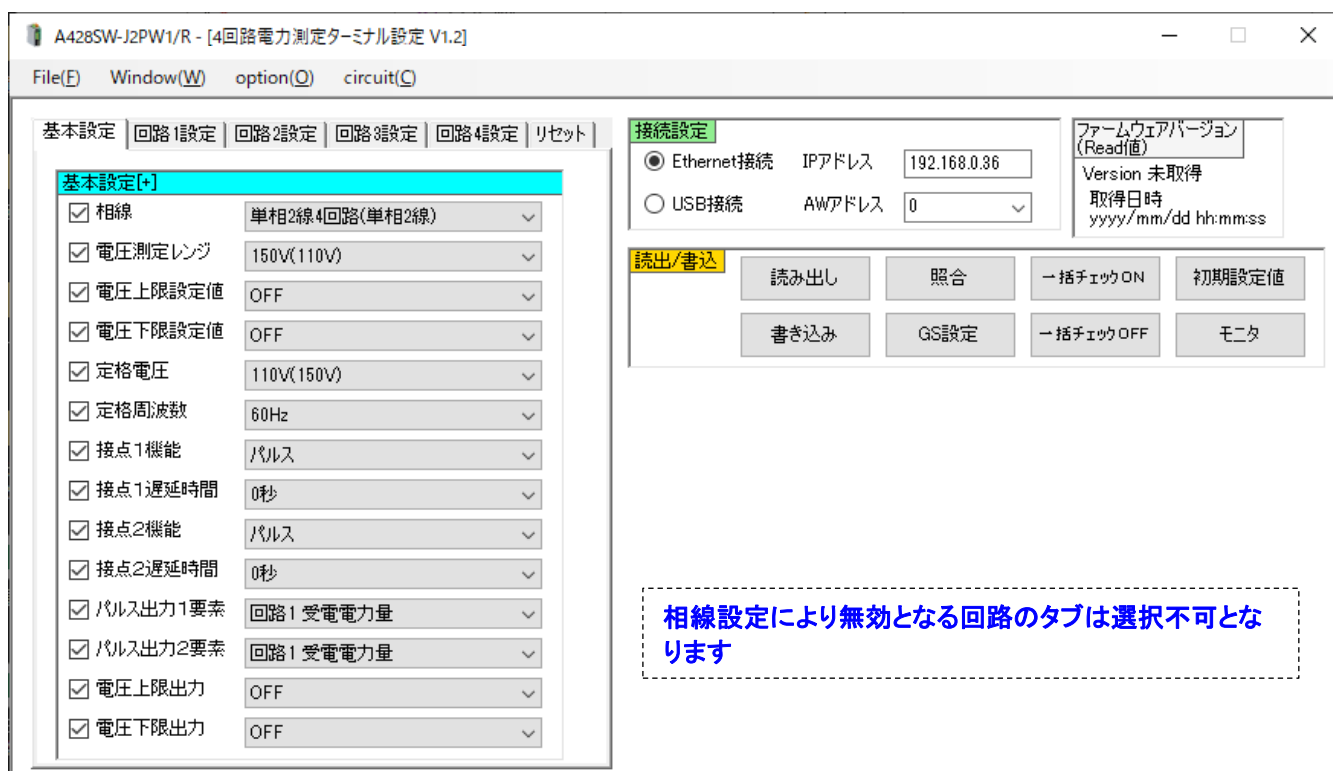 A428SW-J2PW1/R - [4回路電力測定ターミナル設定 V1.2]
File(F) Window(W) option(O) circuit(C)
基本設定 回路1設定 回路2設定 回路3設定 回路4設定 リセット
基本設定[+]
相線 単相2線4回路(単相2線)
電圧測定レンジ 150V(110V)
電圧上限設定値 OFF
電圧下限設定値 OFF
定格電圧 110V(150V)
定格周波数 60Hz
接点1機能 パルス
接点1遅延時間 0秒
接点2機能 パルス
接点2遅延時間 0秒
パルス出力1要素 回路1 受電電力量
パルス出力2要素 回路1 受電電力量
電圧上限出力 OFF
電圧下限出力 OFF
接続設定
Ethernet接続 IPアドレス 192.168.0.36
USB接続 AWアドレス 0
ファームウェアバージョン
(Read値)
Version 未取得
取得日時
yyyy/mm/dd hh:mm:ss
読出/書込
読み出し 照合 一括チェックON 初期設定値
書き込み GS設定 一括チェックOFF モニタ
相線設定により無効となる回路のタブは選択不可とな
ります